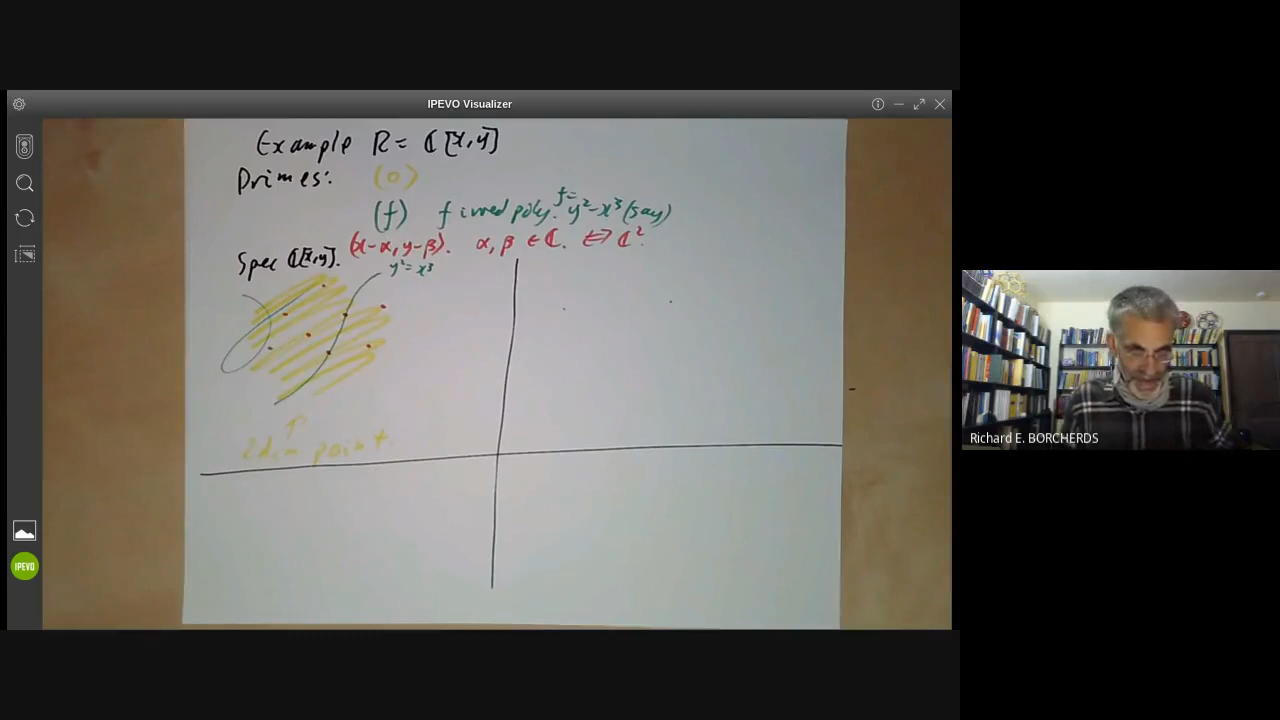 IPEVO Visualizer
Example R = ℂ[x,y]
Primes: (0)
(f) f irred poly. f= y²-x³ (say)
(x-α, y-β). α, β ∈ ℂ. ⇔ ℂ².
Spec ℂ[x,y].
y²=x³
↑
2 dim point.
Richard E. BORCHERDS
IPEVO